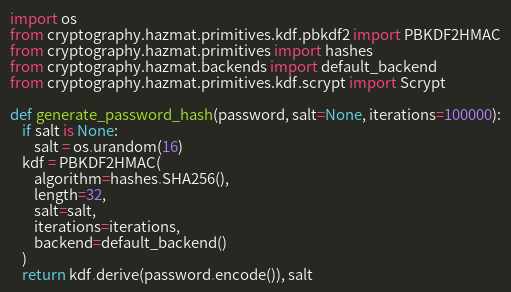 import os
from cryptography.hazmat.primitives.kdf.pbkdf2 import PBKDF2HMAC
from cryptography.hazmat.primitives import hashes
from cryptography.hazmat.backends import default_backend
from cryptography.hazmat.primitives.kdf.scrypt import Scrypt

def generate_password_hash(password, salt=None, iterations=100000):
    if salt is None:
        salt = os.urandom(16)
    kdf = PBKDF2HMAC(
        algorithm=hashes.SHA256(),
        length=32,
        salt=salt,
        iterations=iterations,
        backend=default_backend()
    )
    return kdf.derive(password.encode()), salt